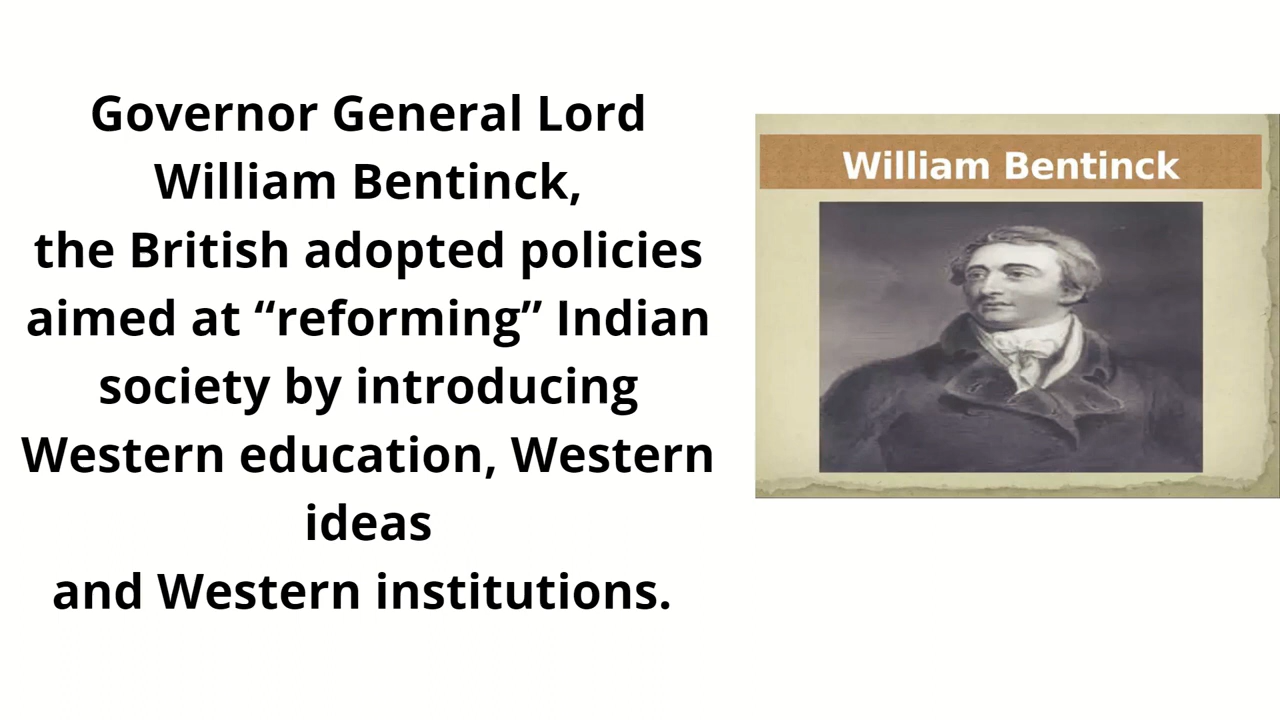 Governor General Lord
William Bentinck,
the British adopted policies
aimed at “reforming” Indian
society by introducing
Western education, Western
ideas
and Western institutions.
William Bentinck